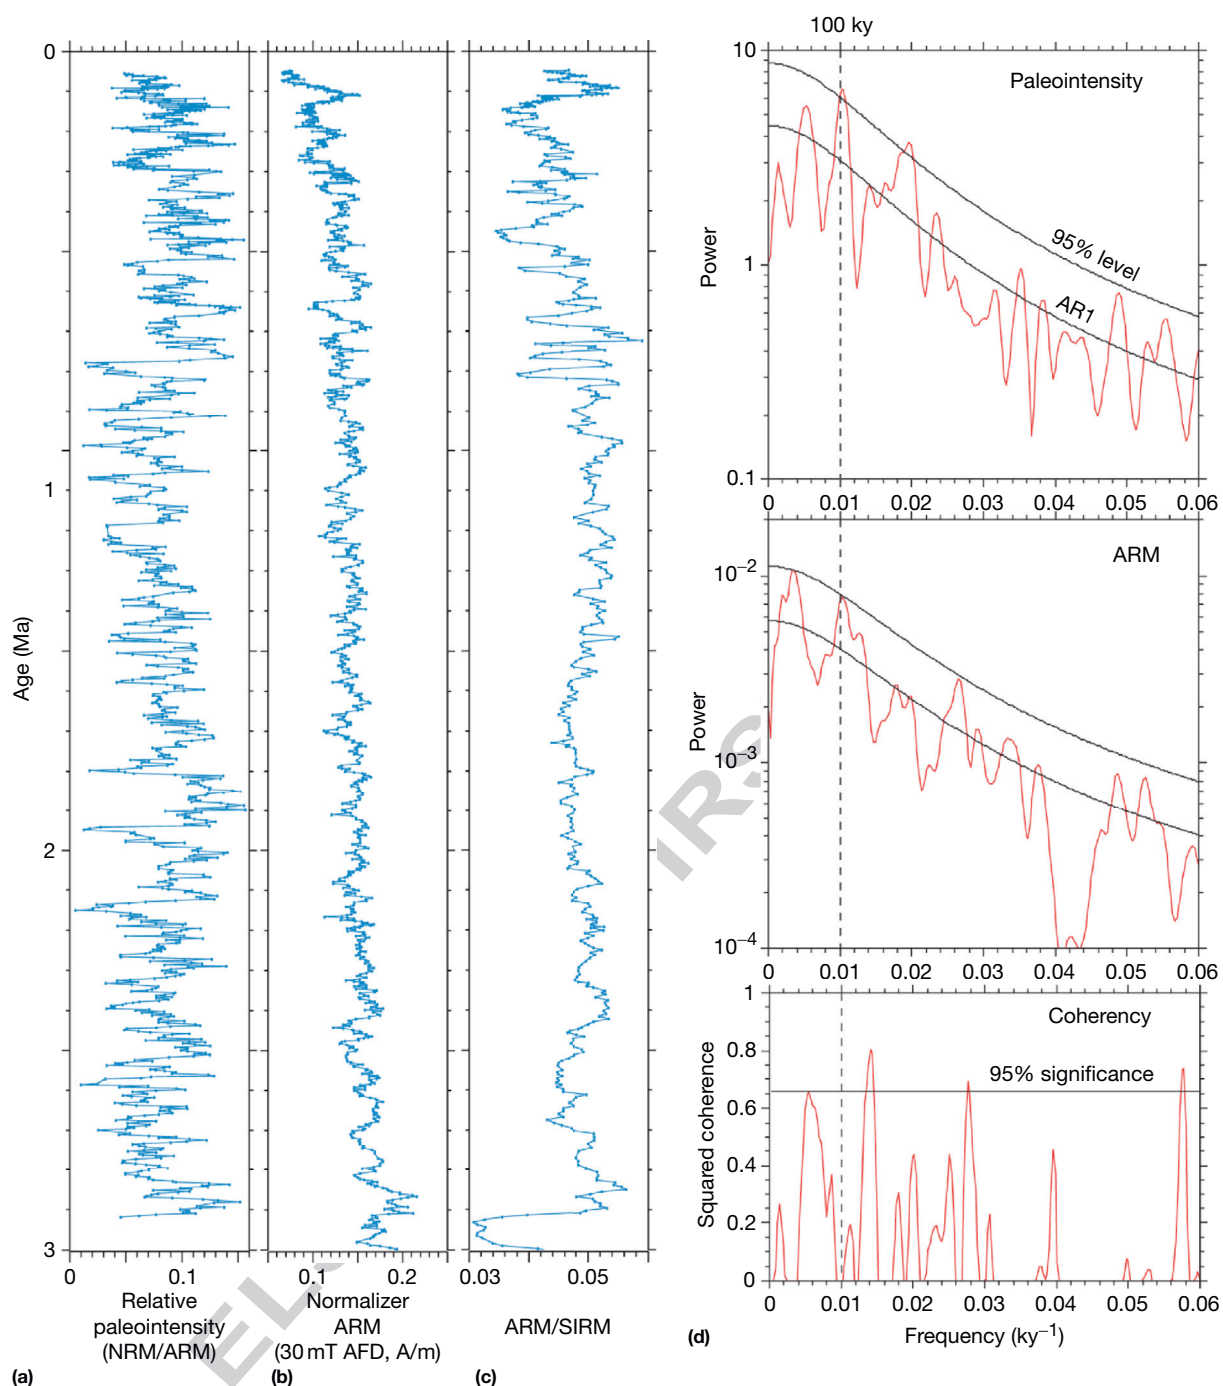 100 ky
0
10
Paleointensity
1
Power
95% level
AR1
0.1
0 0.01 0.02 0.03 0.04 0.05 0.06
ARM
10−2
Power
10−3
10−4
0 0.01 0.02 0.03 0.04 0.05 0.06
1
Coherency
0.8
95% significance
0.6
Squared coherence
0.4
0.2
0
0 0.01 0.02 0.03 0.04 0.05 0.06
Frequency (ky−1)
(d)
1
Age (Ma)
2
3
0 0.1
Relative
paleointensity
(NRM/ARM)
(a)
0.1 0.2
Normalizer
ARM
(30 mT AFD, A/m)
(b)
0.03 0.05
ARM/SIRM
(c)